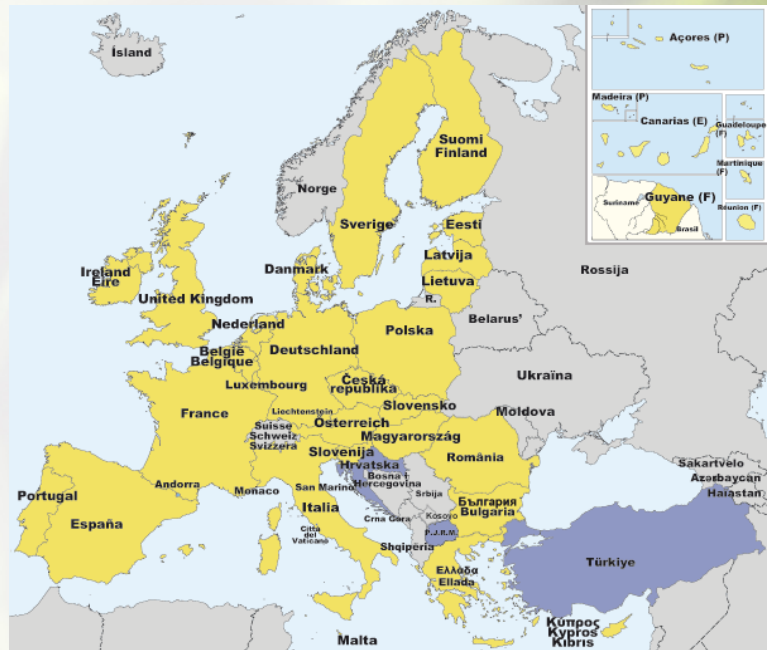 Ísland
Açores (P)
Madeira (P)
Canarias (E)
Guadeloupe
(F)
Martinique
(F)
Guyane (F)
Suriname
Brasil
Réunion (F)
Suomi
Finland
Norge
Sverige
Eesti
Latvija
Lietuva
R.
Rossija
Danmark
Ireland
Eire
United Kingdom
Nederland
België
Belgique
Deutschland
Polska
Belarus’
Luxembourg
Česká
republika
Ukraïna
France
Liechtenstein
Slovensko
Moldova
Suisse
Schweiz
Svizzera
Österreich
Magyarország
Slovenija
România
Hrvatska
Bosna i
Hercegovina
Andorra
Monaco
San Marino
Srbija
Portugal
España
Italia
Città
del
Vaticano
Crna Gora
Kosovo
България
Bulgaria
P.J.R.M.
Shqipëria
Sakartvelo
Azərbaycan
Haiastan
Türkiye
Ελλάδα
Ellada
Malta
Κύπρος
Kypros
Kıbrıs